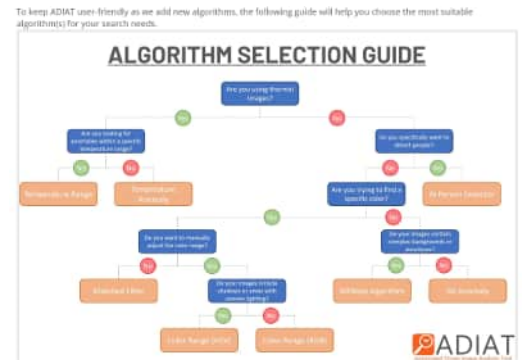 To keep ADIAT user-friendly as we add new algorithms, the following guide will help you choose the most suitable
algorithm(s) for your search needs.
ALGORITHM SELECTION GUIDE
Are you using thermal
images?
Yes
No
Are you looking for
anomalies within a specific
temperature range?
Do you specifically want to
detect people?
Yes
No
No
Yes
Temperature Range
Temperature
Anomaly
Are you trying to find a
specific color?
AI Person Detector
Yes
No
Do you want to manually
adjust the color range?
Do your images contain
complex backgrounds or
No
Yes
Yes
No
Matched Filter
Do your images include
shadows or areas with
uneven lighting?
Algorithm
RX Anomaly
Yes
No
Color Range (HSV)
Color Range (RGB)
ADIAT